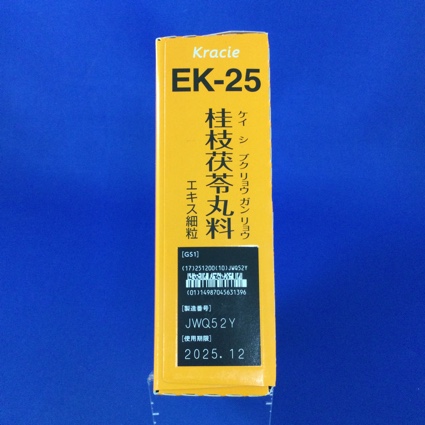 Kracie
EK-25
桂枝茯苓丸料
ケイ シ ブクリョウ ガンリョウ
エキス細粒
[GS1]
(17)251200(10)JWQ52Y
(01)14987045631396
[製造番号]
JWQ52Y
[使用期限]
2025.12